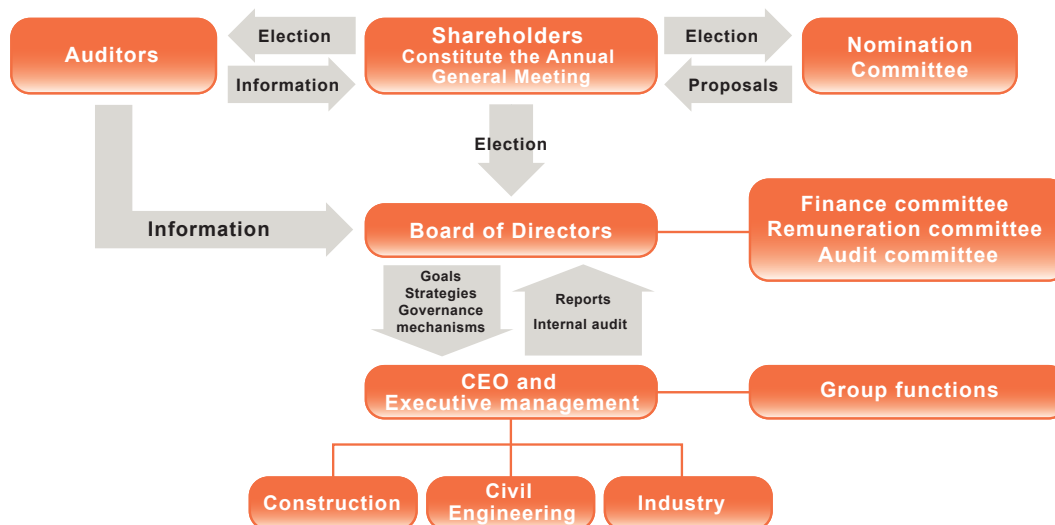 Auditors
Election
Information
Shareholders
Constitute the Annual
General Meeting
Election
Proposals
Nomination
Committee
Election
Information
Board of Directors
Finance committee
Remuneration committee
Audit committee
Goals
Strategies
Governance
mechanisms
Reports
Internal audit
CEO and
Executive management
Group functions
Construction
Civil
Engineering
Industry